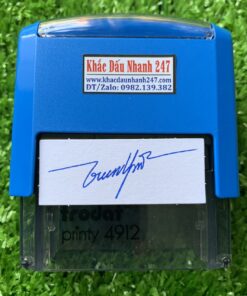 Khắc Dấu Nhanh 247
www.khacdaunhanh247.com
ĐT/Zalo: 0982.139.382
trodat
printy 4912